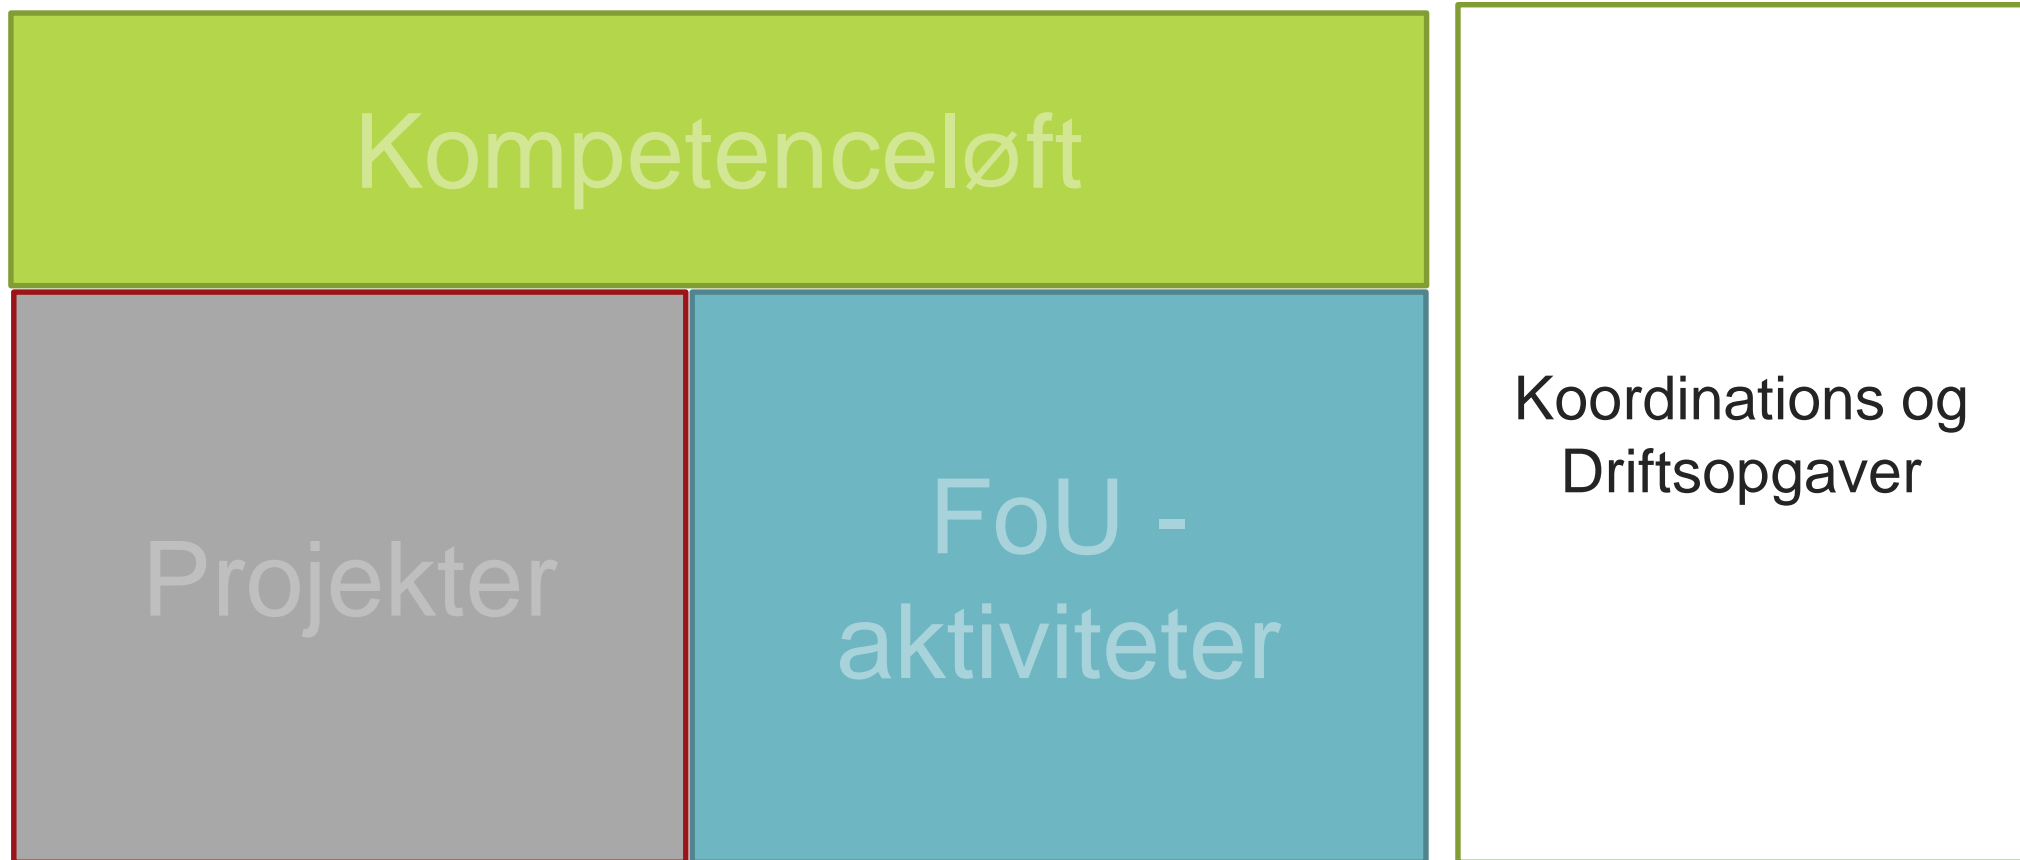 Kompetenceløft
Projekter
FoU -
aktiviteter
Koordinations og
Driftsopgaver